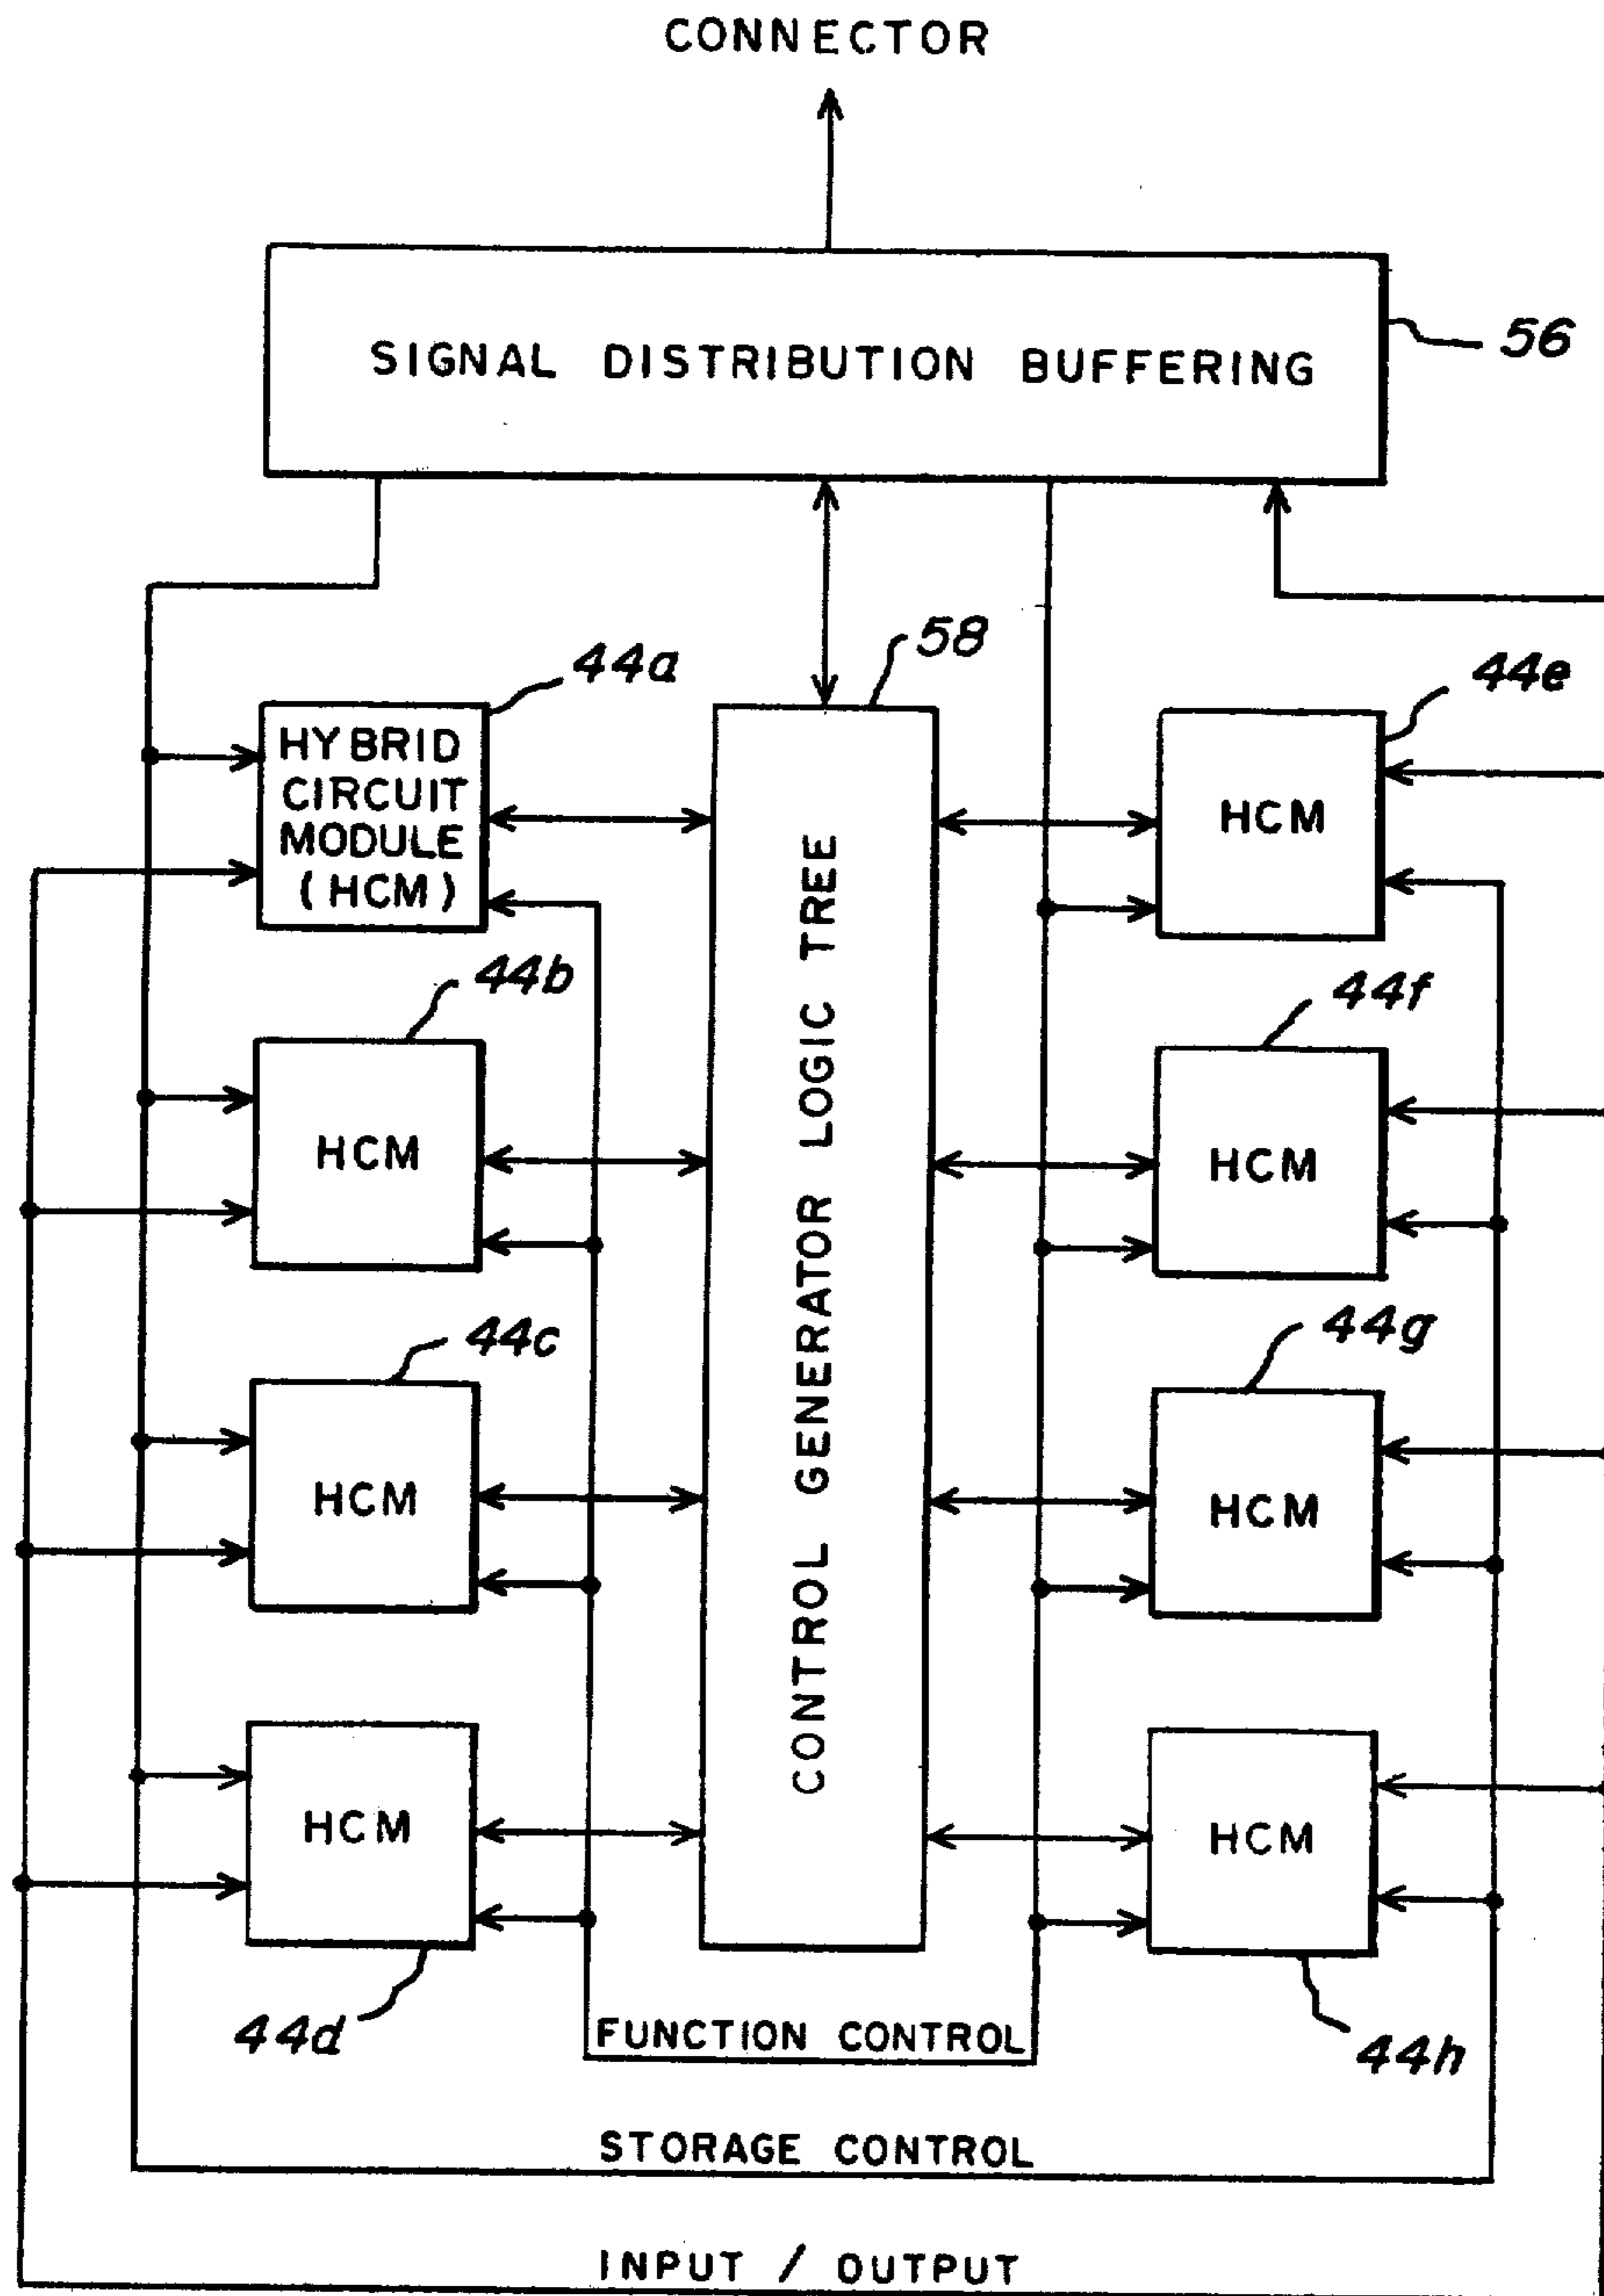 CONNECTOR
SIGNAL DISTRIBUTION BUFFERING
56
58
44a
44e
HYBRID
CIRCUIT
MODULE
(HCM)
HCM
44b
44f
HCM
HCM
44c
44g
HCM
HCM
CONTROL GENERATOR LOGIC TREE
HCM
HCM
44d
44h
FUNCTION CONTROL
STORAGE CONTROL
INPUT / OUTPUT